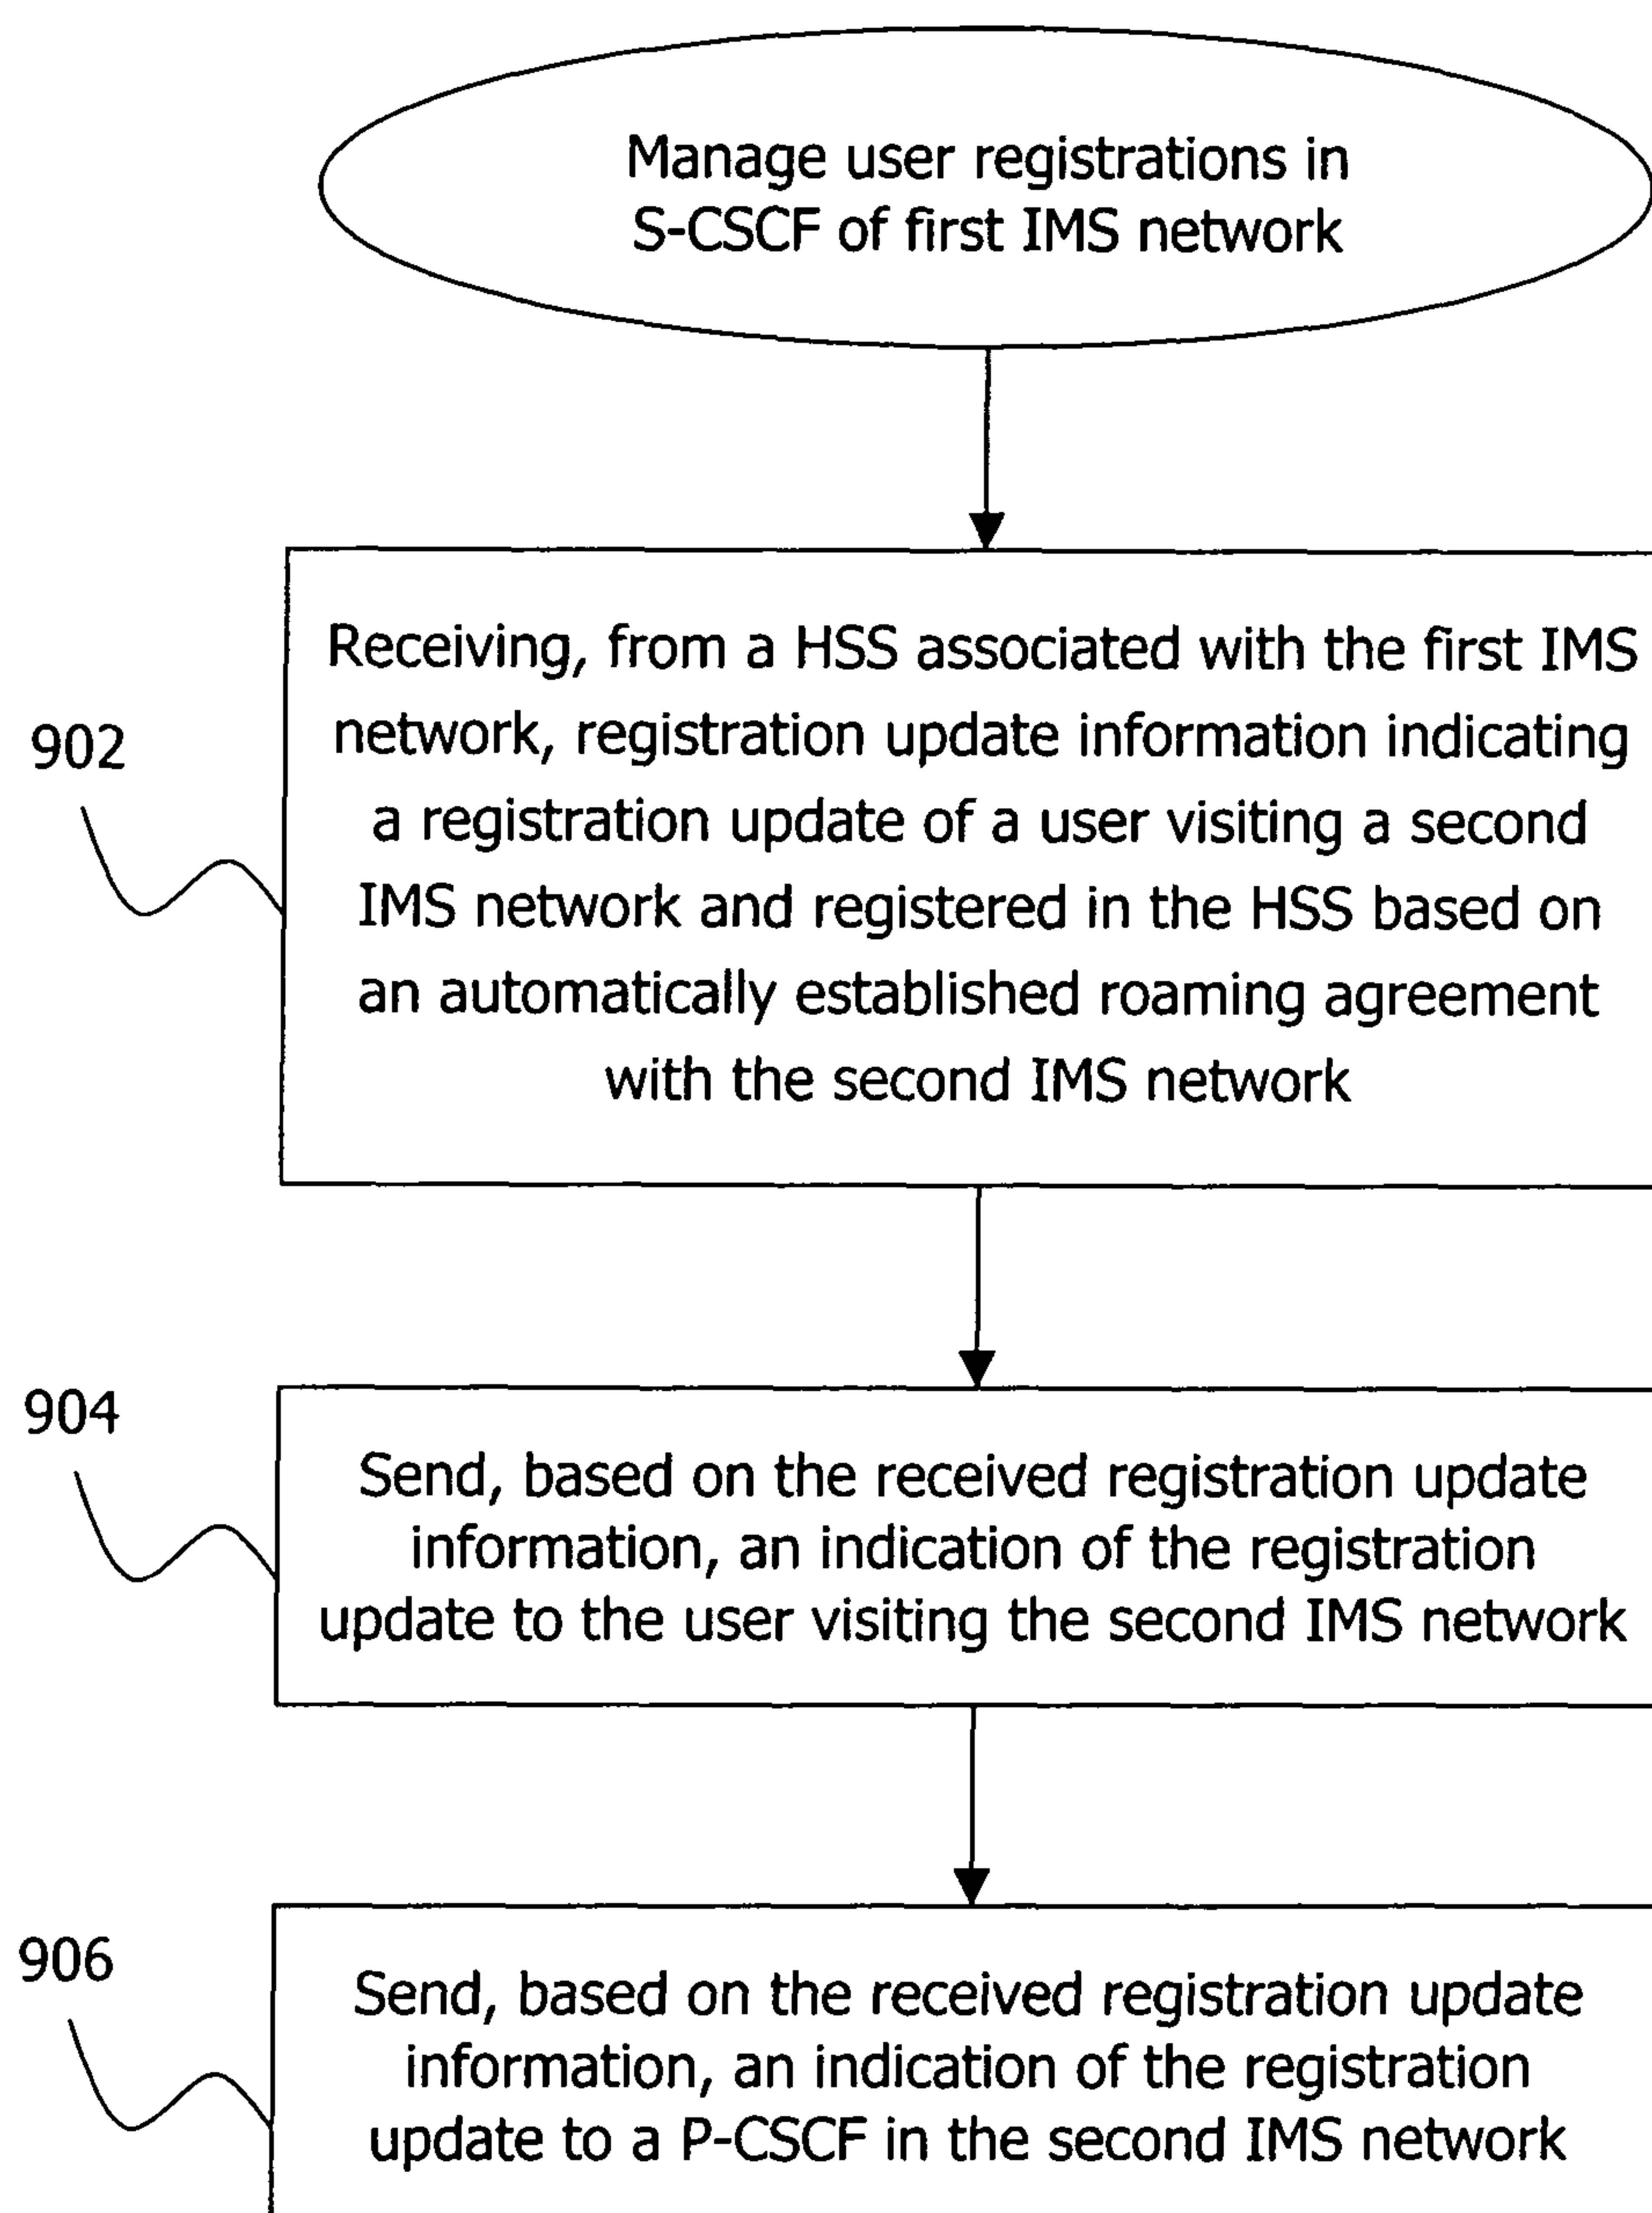 Manage user registrations in
S-CSCF of first IMS network
902
Receiving, from a HSS associated with the first IMS
network, registration update information indicating
a registration update of a user visiting a second
IMS network and registered in the HSS based on
an automatically established roaming agreement
with the second IMS network
904
Send, based on the received registration update
information, an indication of the registration
update to the user visiting the second IMS network
906
Send, based on the received registration update
information, an indication of the registration
update to a P-CSCF in the second IMS network